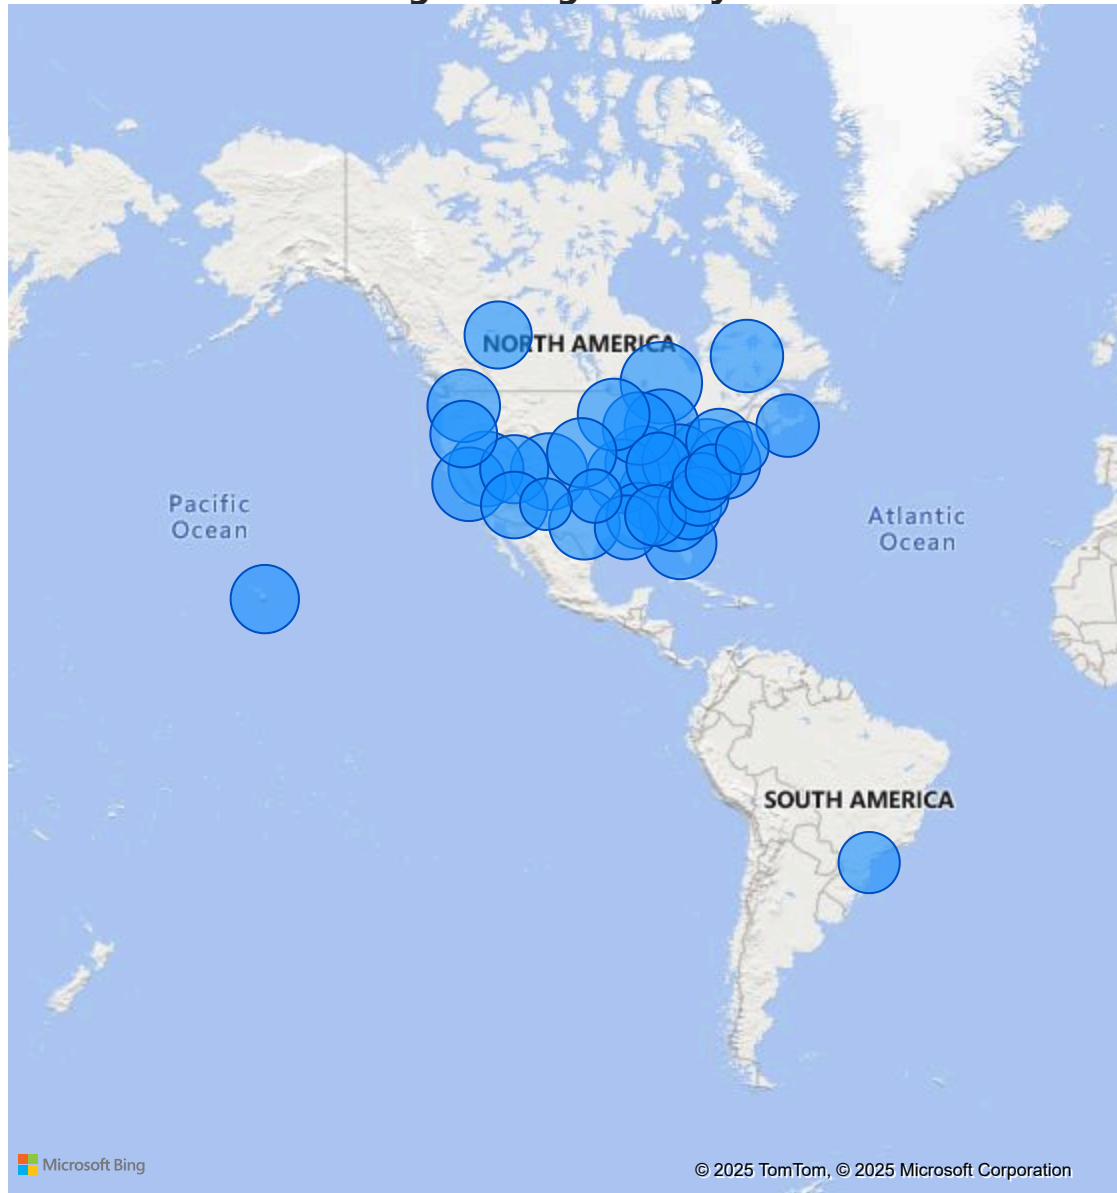 NORTH AMERICA
Pacific
Ocean
Atlantic
Ocean
SOUTH AMERICA
Microsoft Bing
© 2025 TomTom, © 2025 Microsoft Corporation